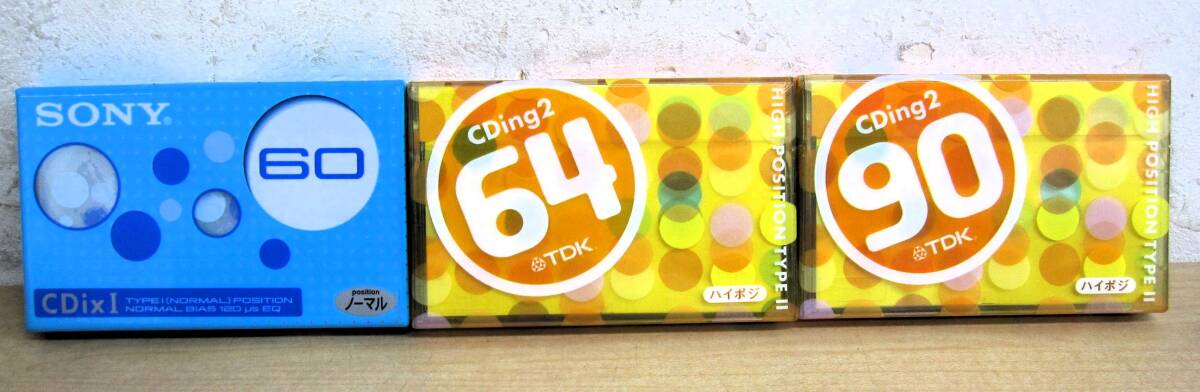 SONY
60
CDixI
TYPE I (NORMAL) POSITION
NORMAL BIAS 120 µs EQ
position
ノーマル
CDing2
64
TDK
ハイポジ
HIGH POSITION TYPE II
CDing2
90
TDK
ハイポジ
HIGH POSITION TYPE II